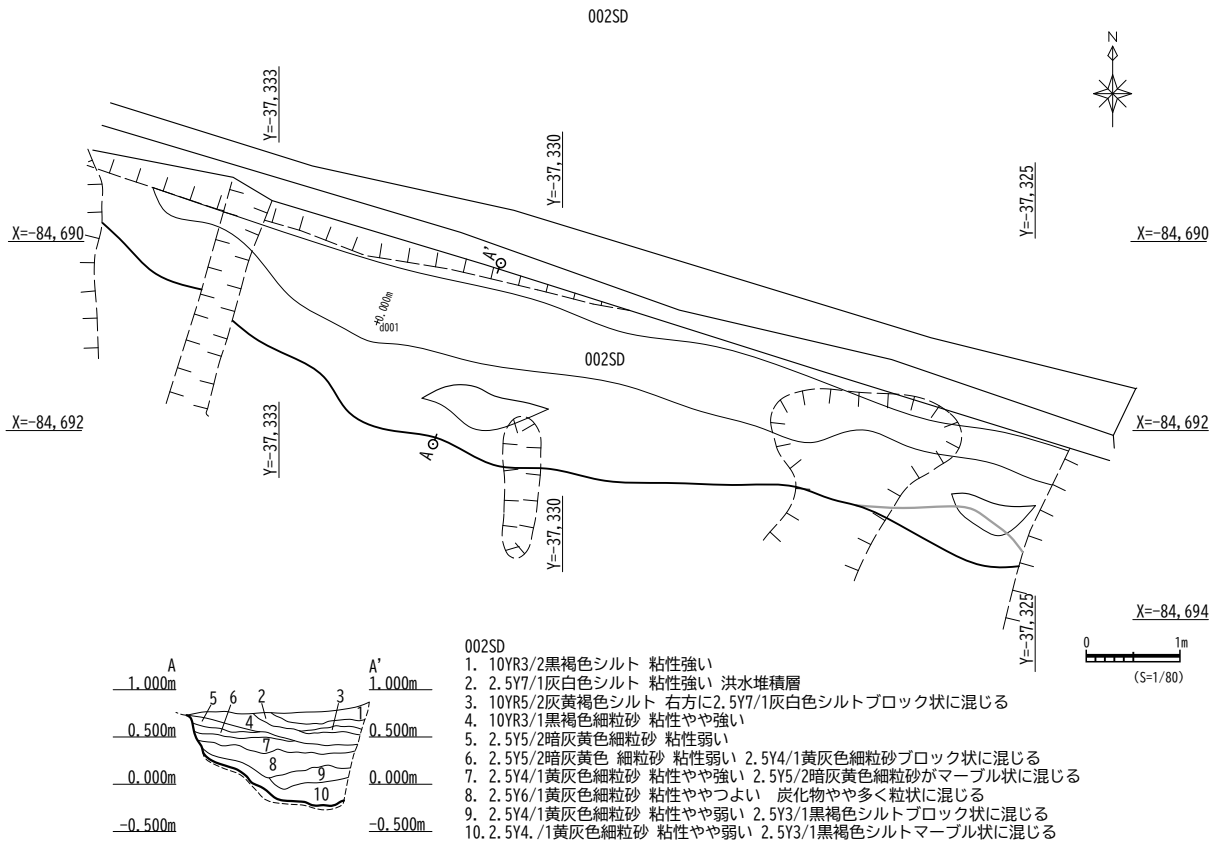 002SD
N
Y=-37,333
Y=-37,330
Y=-37,325
X=-84,690
X=-84,690
A'
±0.000m
d001
002SD
X=-84,692
X=-84,692
Y=-37,333
A
Y=-37,330
Y=-37,325
X=-84,694
0 1m
(S=1/80)
A A'
1.000m 1.000m
5 6 2 3 1
4
0.500m 0.500m
7
8
9
0.000m 0.000m
10
-0.500m -0.500m
002SD
1. 10YR3/2黒褐色シルト 粘性強い
2. 2.5Y7/1灰白色シルト 粘性強い 洪水堆積層
3. 10YR5/2灰黄褐色シルト 右方に2.5Y7/1灰白色シルトブロック状に混じる
4. 10YR3/1黒褐色細粒砂 粘性やや強い
5. 2.5Y5/2暗灰黄色細粒砂 粘性弱い
6. 2.5Y5/2暗灰黄色 細粒砂 粘性弱い 2.5Y4/1黄灰色細粒砂ブロック状に混じる
7. 2.5Y4/1黄灰色細粒砂 粘性やや強い 2.5Y5/2暗灰黄色細粒砂がマーブル状に混じる
8. 2.5Y6/1黄灰色細粒砂 粘性ややつよい 炭化物やや多く粒状に混じる
9. 2.5Y4/1黄灰色細粒砂 粘性やや弱い 2.5Y3/1黒褐色シルトブロック状に混じる
10. 2.5Y4./1黄灰色細粒砂 粘性やや弱い 2.5Y3/1黒褐色シルトマーブル状に混じる